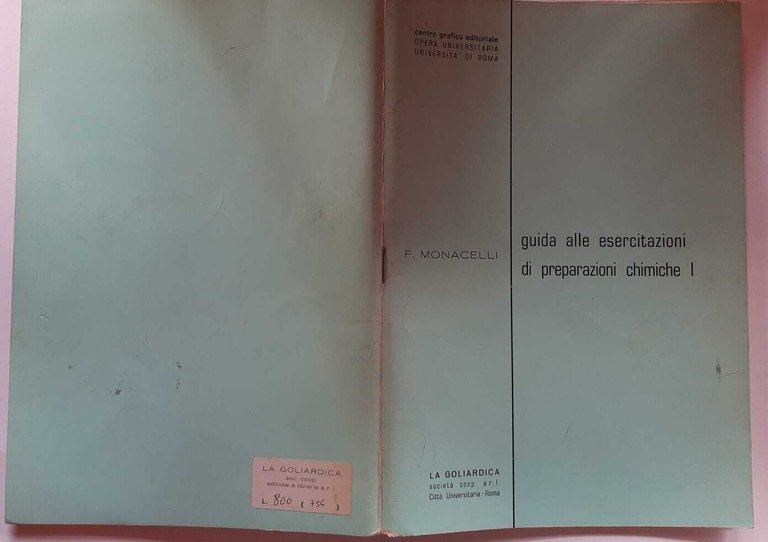 centro grafico editoriale
OPERA UNIVERSITARIA
UNIVERSITA' DI ROMA
F. MONACELLI
guida alle esercitazioni
di preparazioni chimiche I
LA GOLIARDICA
società coop. a r. l.
Città Universitaria - Roma
LA GOLIARDICA
soc. coop.
editrice e libraria a r. l.
L. 800 (756)